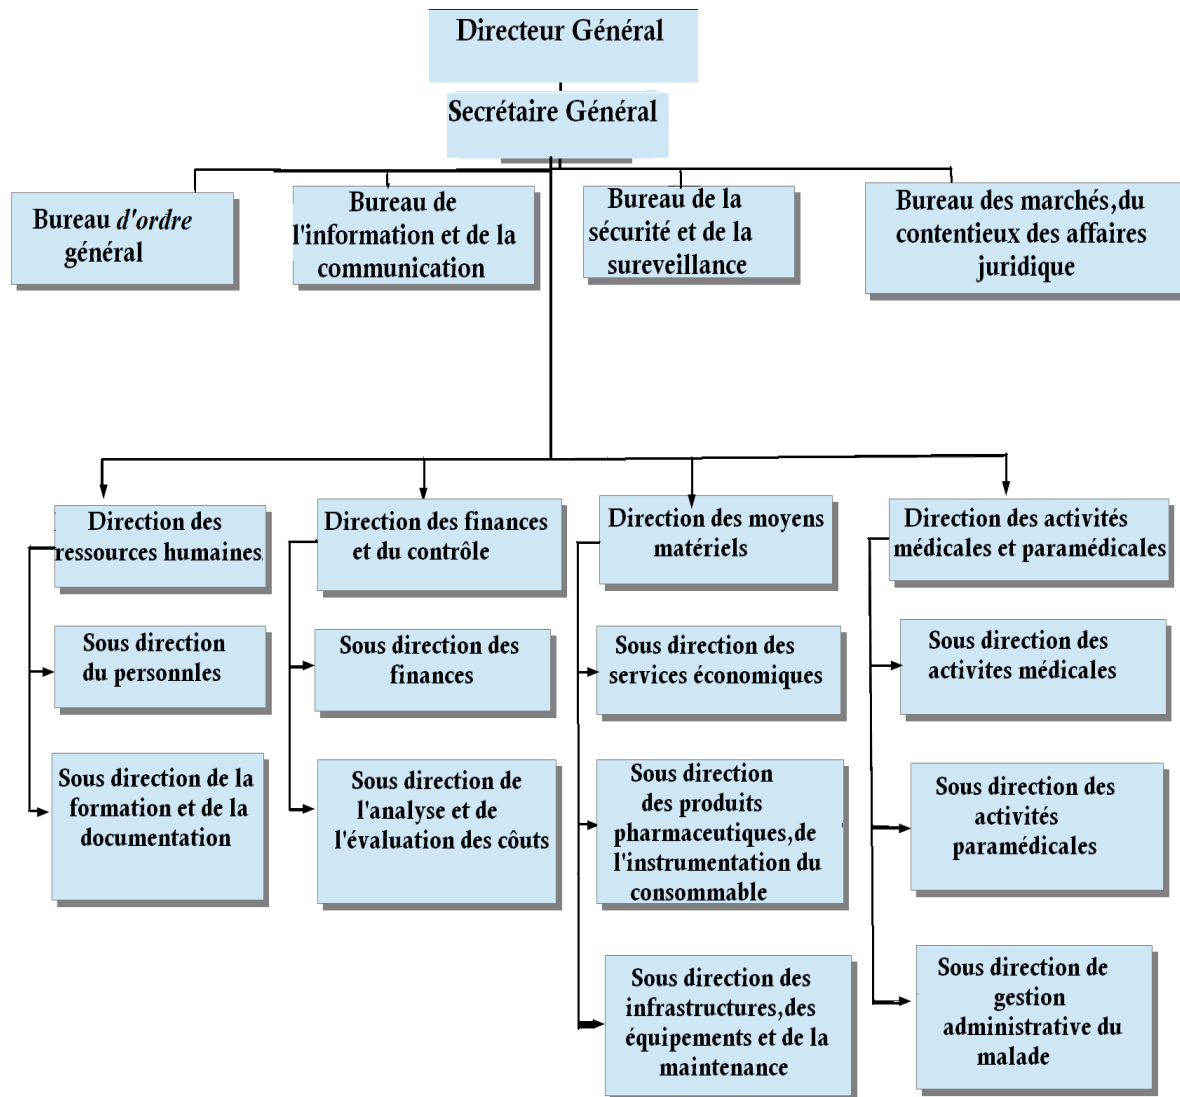 Directeur Général
Secrétaire Général
Bureau d'ordre
général
Bureau de
l'information et de la
communication
Bureau de la
sécurité et de la
sureveillance
Bureau des marchés,du
contentieux des affaires
juridique
Direction des
ressources humaines
Direction des finances
et du contrôle
Direction des moyens
matériels
Direction des activités
médicales et paramédicales
Sous direction
du personnles
Sous direction des
finances
Sous direction des
services économiques
Sous direction des
activites médicales
Sous direction de la
formation et de la
documentation
Sous direction de
l'analyse et de
l'évaluation des côuts
Sous direction
des produits
pharmaceutiques,de
l'instrumentation du
consommable
Sous direction des
activités
paramédicales
Sous direction des
infrastructures,des
équipements et de la
maintenance
Sous direction de
gestion
administrative du
malade